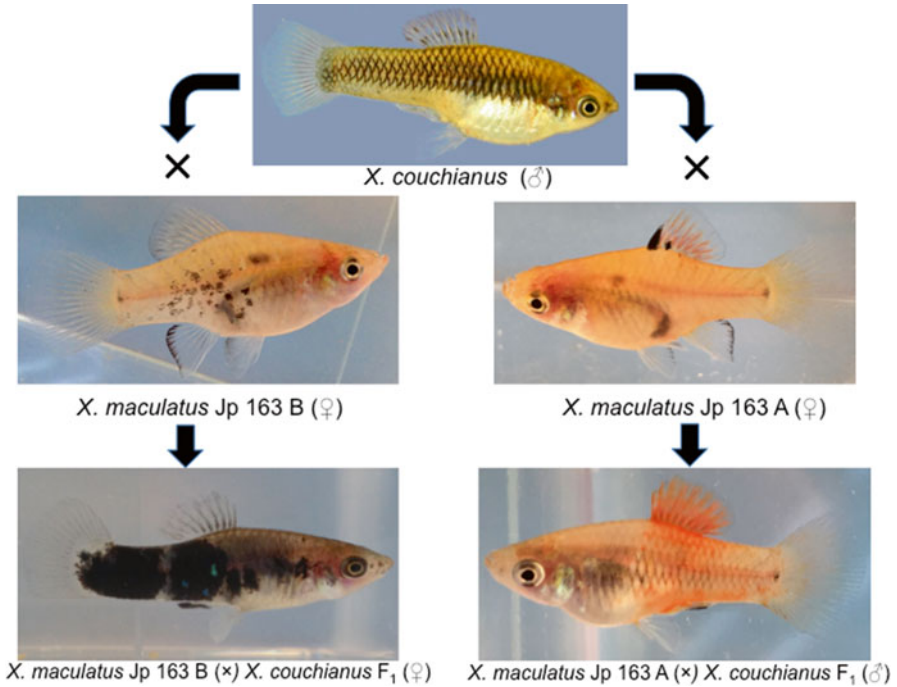 X. couchianus (♂)
×
×
X. maculatus Jp 163 B (♀)
X. maculatus Jp 163 A (♀)
X. maculatus Jp 163 B (×) X. couchianus F₁ (♀)
X. maculatus Jp 163 A (×) X. couchianus F₁ (♂)